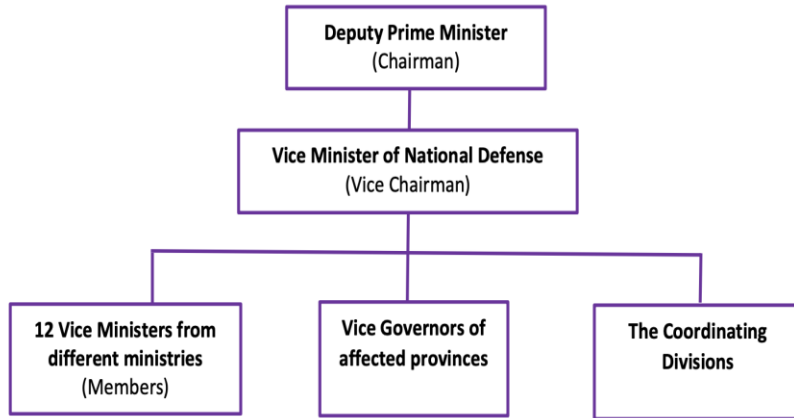 Deputy Prime Minister
(Chairman)
Vice Minister of National Defense
(Vice Chairman)
12 Vice Ministers from
different ministries
(Members)
Vice Governors of
affected provinces
The Coordinating
Divisions